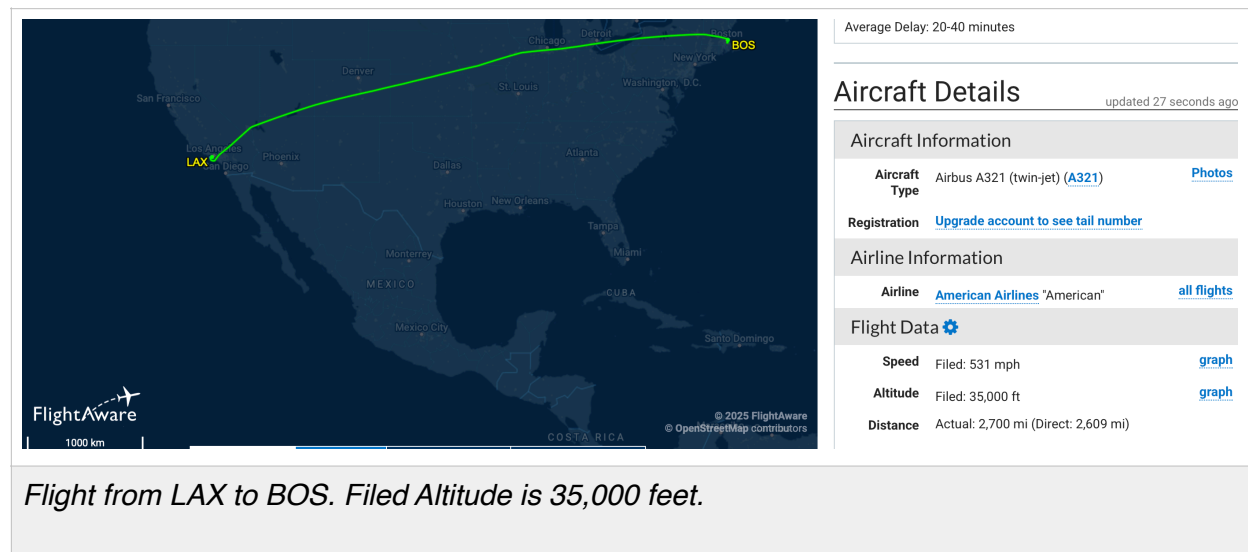 Chicago
Detroit
Boston
BOS
New York
Denver
Washington, D.C.
St. Louis
San Francisco
Los Angeles
LAX
San Diego
Phoenix
Atlanta
Dallas
Houston
New Orleans
Tampa
Miami
Monterrey
MEXICO
CUBA
Mexico City
Santo Domingo
COSTA RICA
FlightAware
1000 km
© 2025 FlightAware
© OpenStreetMap contributors
Average Delay: 20-40 minutes
Aircraft Details
updated 27 seconds ago
Aircraft Information
Aircraft Type Airbus A321 (twin-jet) (A321) Photos
Registration Upgrade account to see tail number
Airline Information
Airline American Airlines "American" all flights
Flight Data
Speed Filed: 531 mph graph
Altitude Filed: 35,000 ft graph
Distance Actual: 2,700 mi (Direct: 2,609 mi)
Flight from LAX to BOS. Filed Altitude is 35,000 feet.